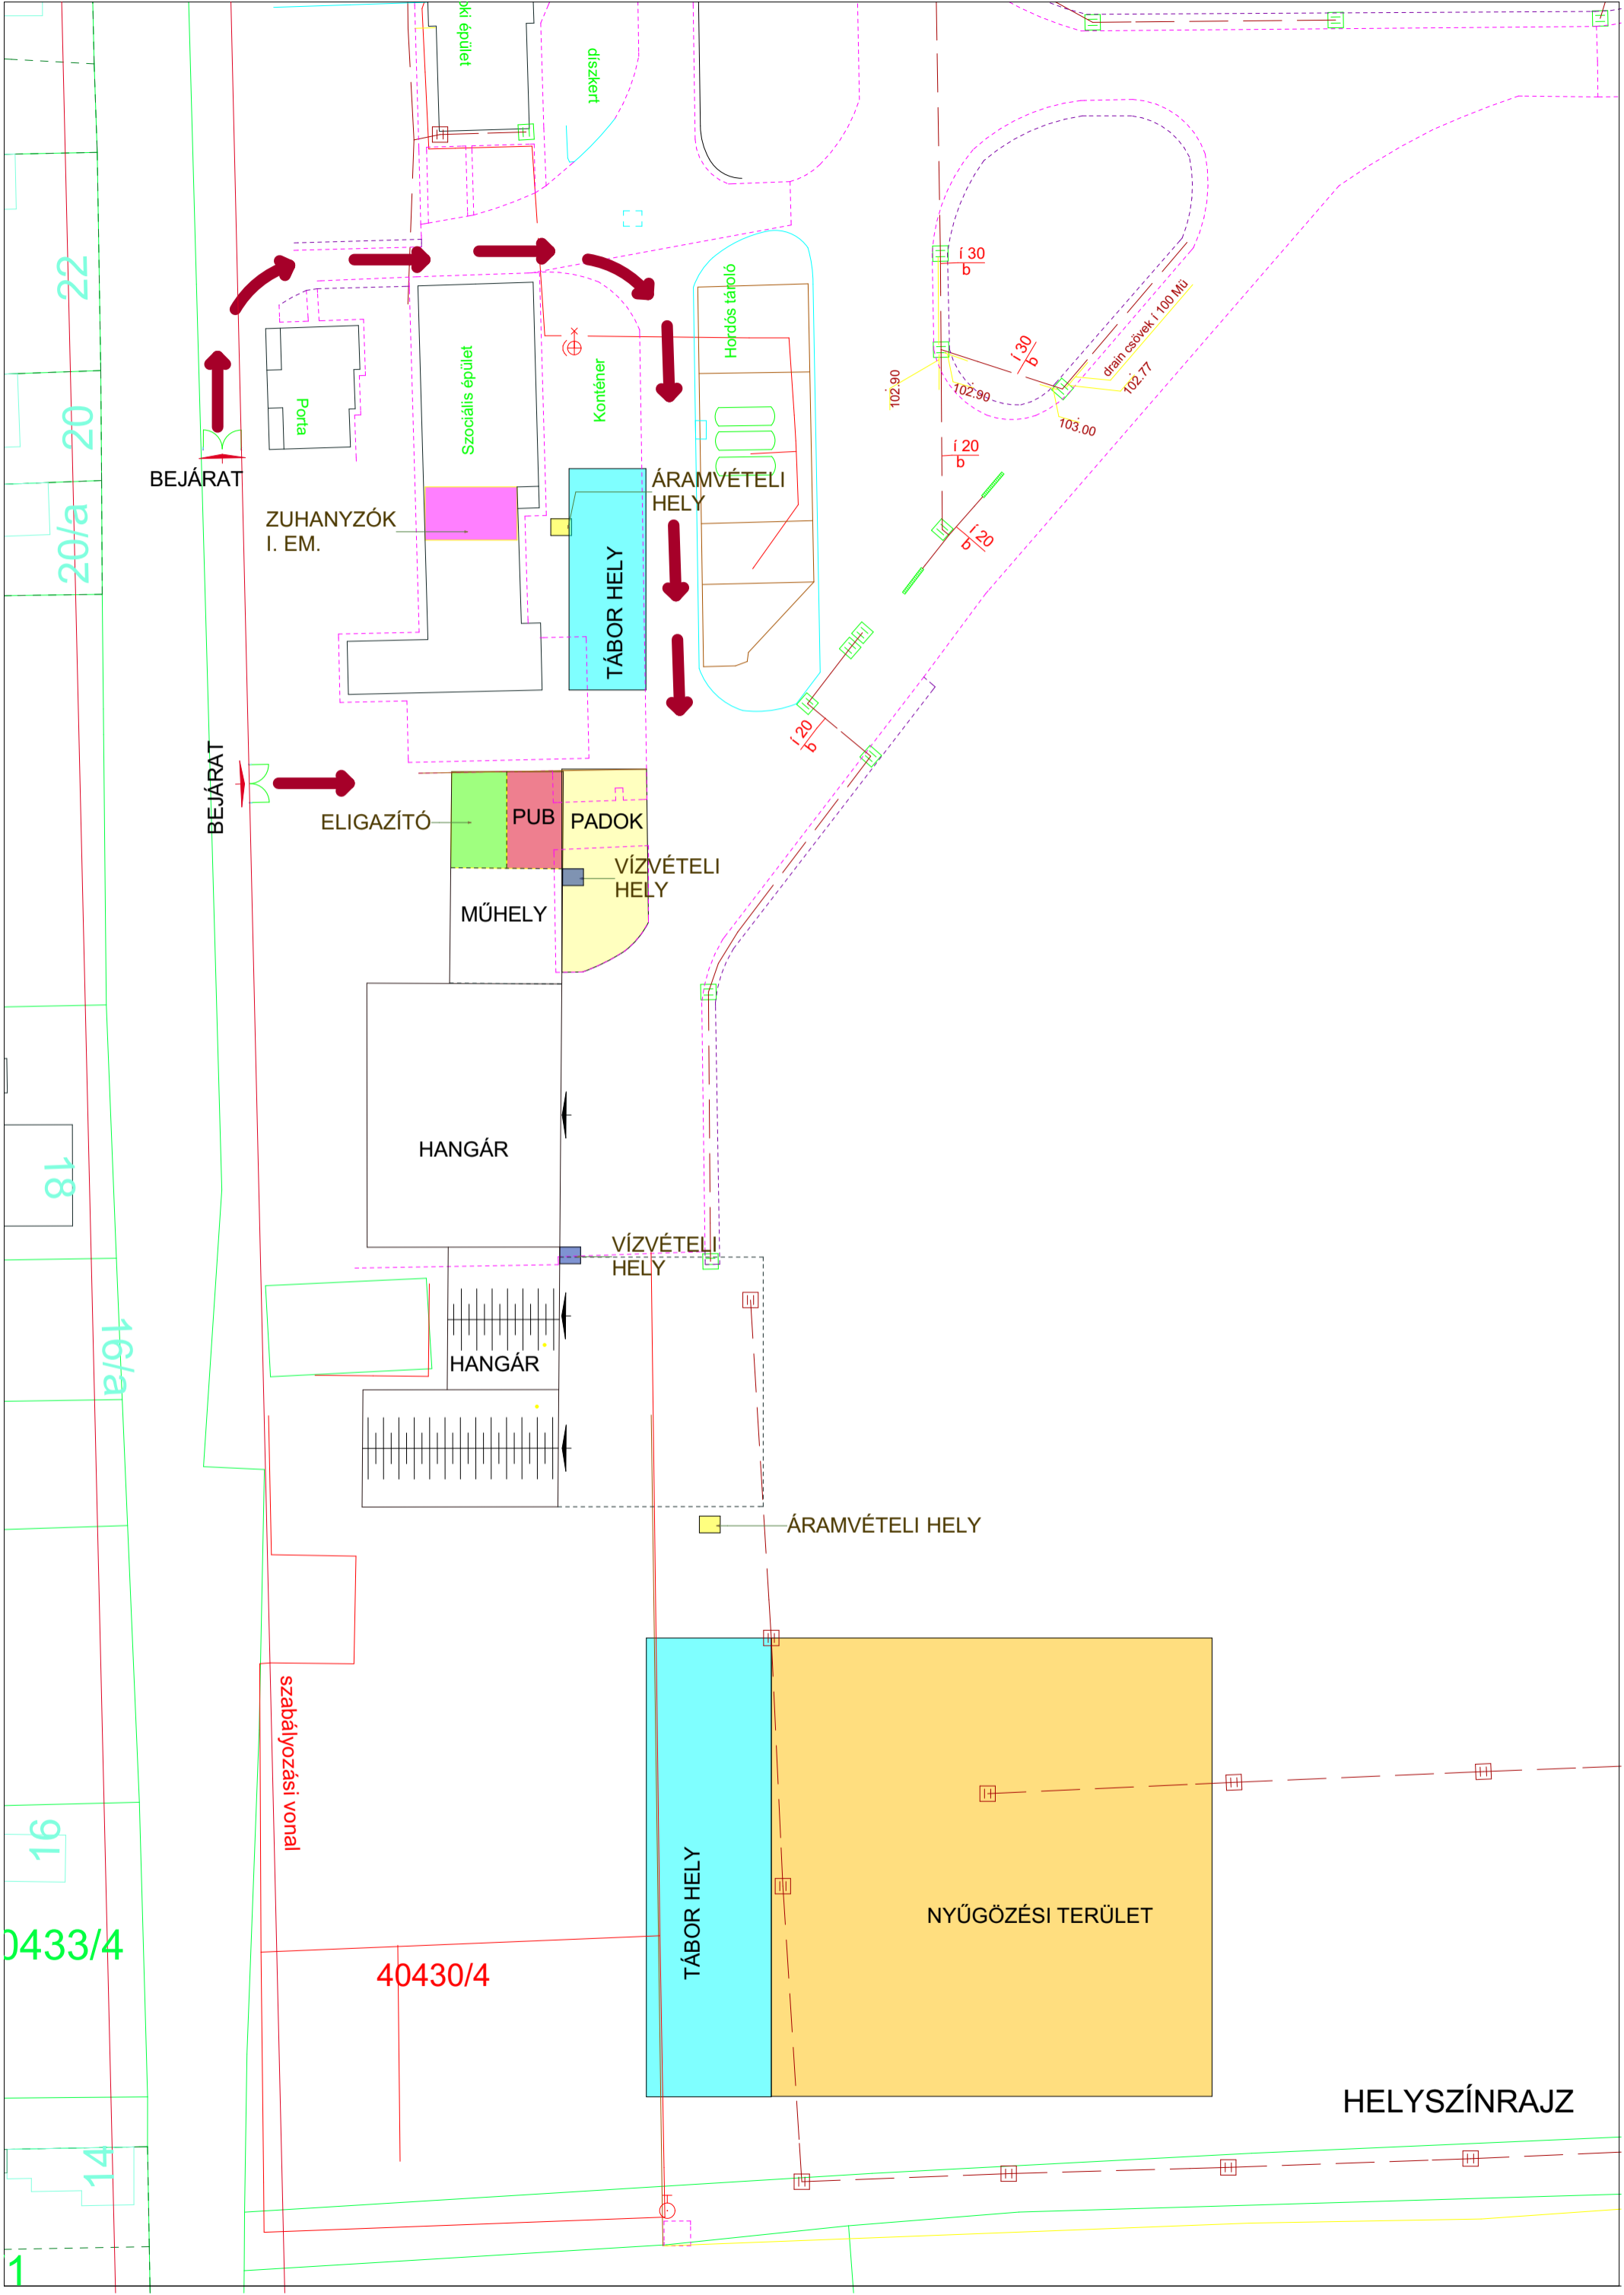 ki épület
díszkert
22
Hordós tároló
í 30
b
drain csövek í 100 Mü
í 30
b
102.90
102.90
102.77
103.00
Porta
Szociális épület
Konténer
20
í 20
b
BEJÁRAT
ÁRAMVÉTELI
HELY
ZUHANYZÓK
I. EM.
20/a
í 20
b
TÁBOR HELY
í 20
b
BEJÁRAT
ELIGAZÍTÓ
PUB
PADOK
VÍZVÉTELI
HELY
MŰHELY
HANGÁR
18
VÍZVÉTELI
HELY
16/a
HANGÁR
ÁRAMVÉTELI HELY
szabályozási vonal
16
TÁBOR HELY
NYŰGÖZÉSI TERÜLET
0433/4
40430/4
HELYSZÍNRAJZ
14
1